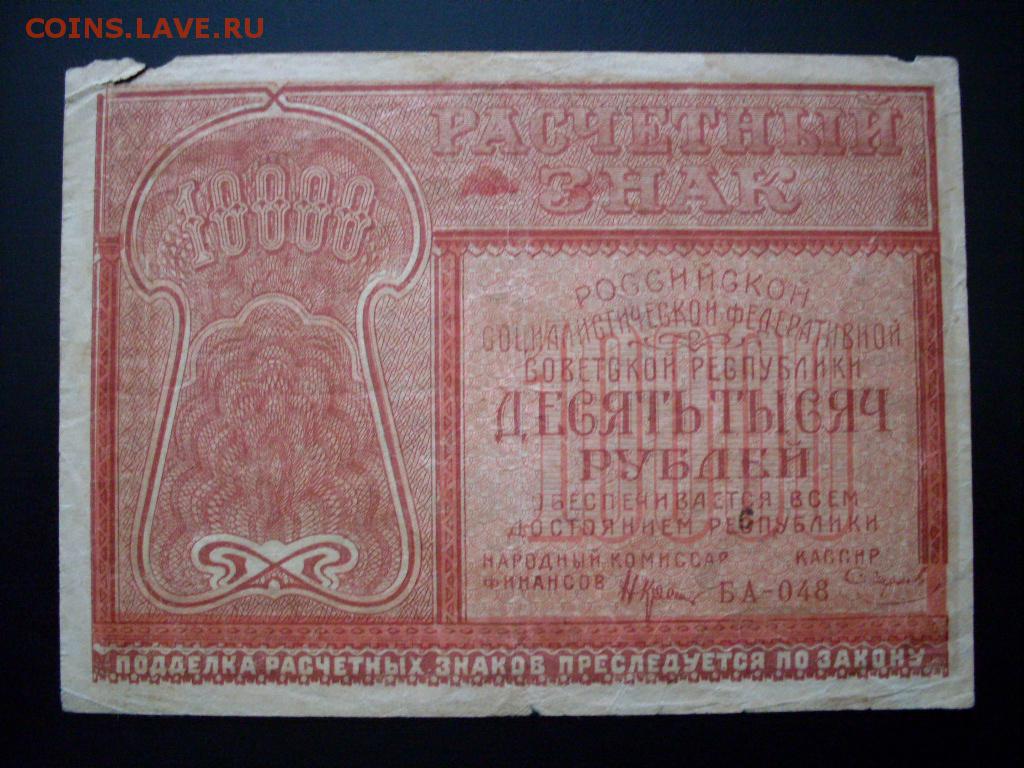 COINS.LAVE.RU
РАСЧЕТНЫЙ
ЗНАК
10000
РОССИЙСКОЙ
СОЦИАЛИСТИЧЕСКОЙ ФЕДЕРАТИВНОЙ
СОВЕТСКОЙ РЕСПУБЛИКИ
10000
ДЕСЯТЬ ТЫСЯЧ
РУБЛЕЙ
ОБЕСПЕЧИВАЕТСЯ ВСЕМ
ДОСТОЯНИЕМ РЕСПУБЛИКИ
НАРОДНЫЙ КОМИССАР КАССИР
ФИНАНСОВ БА-048
ПОДДЕЛКА РАСЧЕТНЫХ ЗНАКОВ ПРЕСЛЕДУЕТСЯ ПО ЗАКОНУ